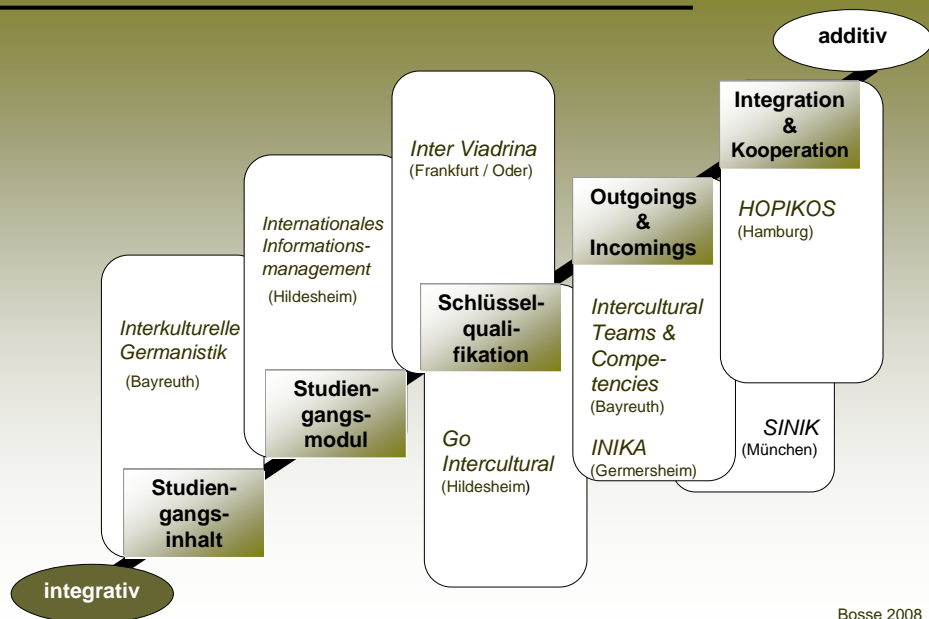 additiv
Integration
&
Kooperation
HOPIKOS
(Hamburg)
SINIK
(München)
Outgoings
&
Incomings
Intercultural
Teams &
Compe-
tencies
(Bayreuth)
INIKA
(Germersheim)
Inter Viadrina
(Frankfurt / Oder)
Schlüssel-
quali-
fikation
Go
Intercultural
(Hildesheim)
Internationales
Informations-
management
(Hildesheim)
Studien-
gangs-
modul
Interkulturelle
Germanistik
(Bayreuth)
Studien-
gangs-
inhalt
integrativ
Bosse 2008